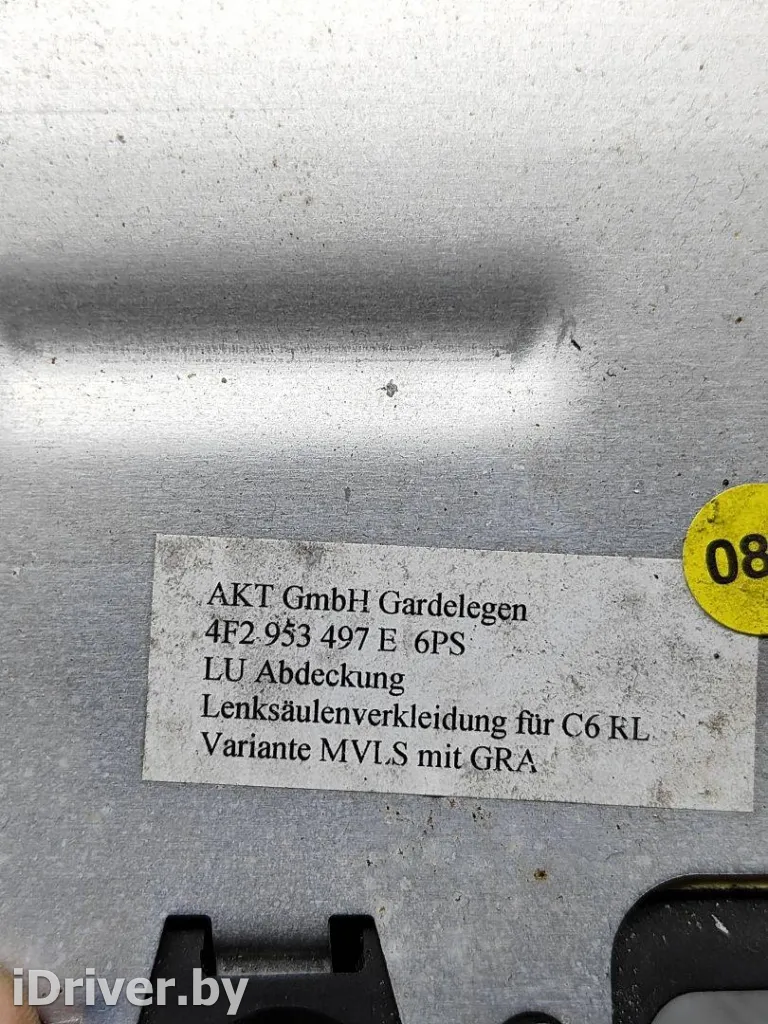 08
AKT GmbH Gardelegen
4F2 953 497 E 6PS
LU Abdeckung
Lenksäulenverkleidung für C6 RL
Variante MVLS mit GRA
iDriver.by